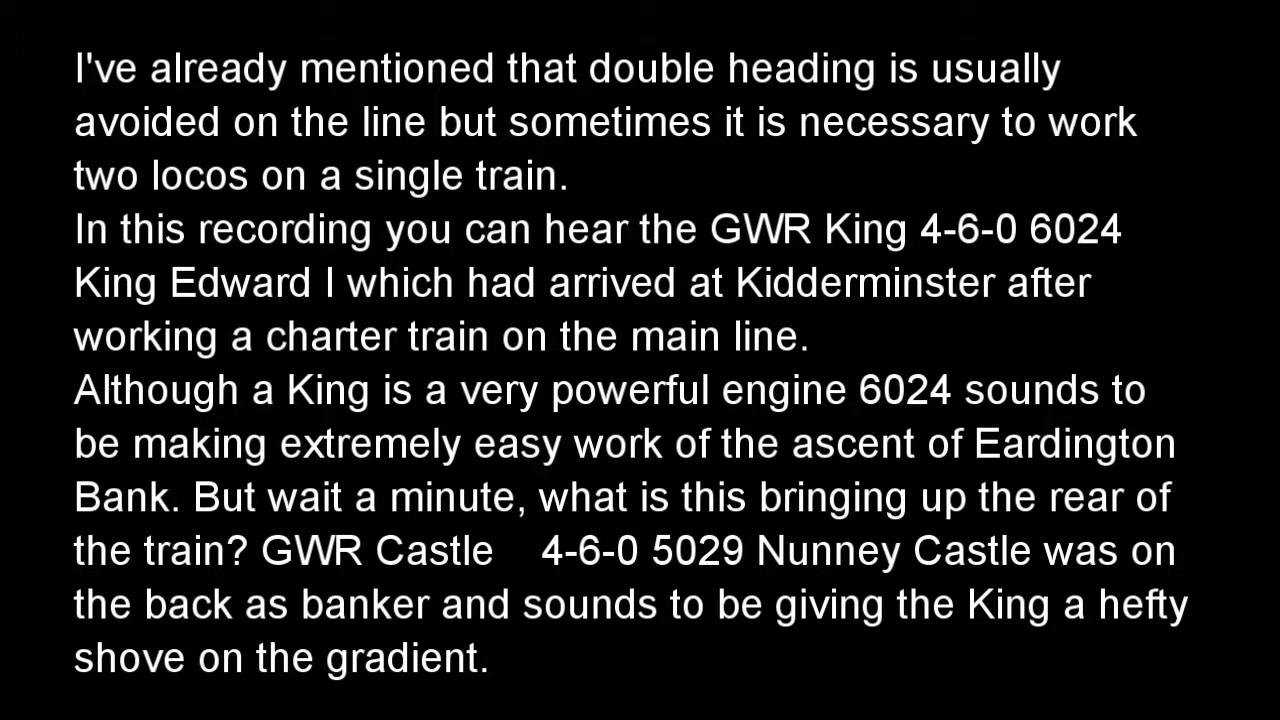 I've already mentioned that double heading is usually
avoided on the line but sometimes it is necessary to work
two locos on a single train.
In this recording you can hear the GWR King 4-6-0 6024
King Edward I which had arrived at Kidderminster after
working a charter train on the main line.
Although a King is a very powerful engine 6024 sounds to
be making extremely easy work of the ascent of Eardington
Bank. But wait a minute, what is this bringing up the rear of
the train? GWR Castle    4-6-0 5029 Nunney Castle was on
the back as banker and sounds to be giving the King a hefty
shove on the gradient.